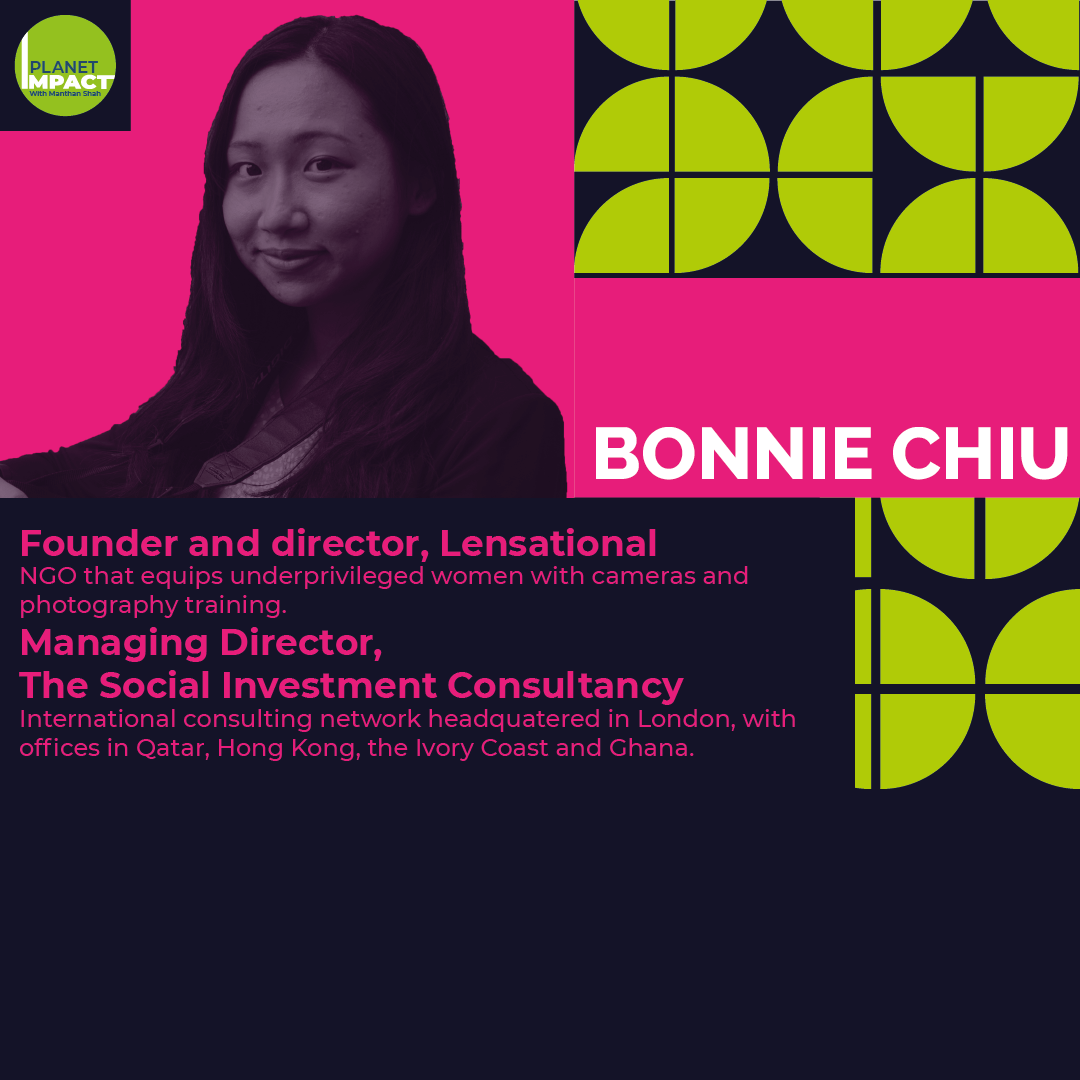 PLANET
IMPACT
With Manthan Shah
BONNIE CHIU
Founder and director, Lensational
NGO that equips underprivileged women with cameras and
photography training.
Managing Director,
The Social Investment Consultancy
International consulting network headquatered in London, with
offices in Qatar, Hong Kong, the Ivory Coast and Ghana.